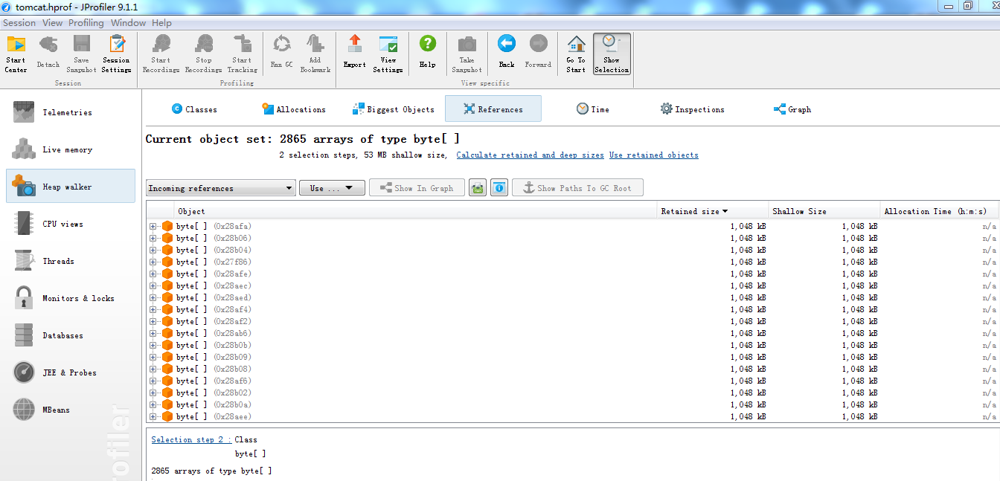 tomcat.hprof - JProfiler 9.1.1
Session View Profiling Window Help
Start Center
Detach
Save Snapshot
Session Settings
Start Recordings
Stop Recordings
Start Tracking
Run GC
Add Bookmark
Export
View Settings
Help
Take Snapshot
Back
Forward
Go To Start
Show Selection
Session
Profiling
View specific
Telemetries
Live memory
Heap walker
CPU views
Threads
Monitors & locks
Databases
JEE & Probes
MBeans
Classes
Allocations
Biggest Objects
References
Time
Inspections
Graph
Current object set: 2865 arrays of type byte[ ]
2 selection steps, 53 MB shallow size, Calculate retained and deep sizes Use retained objects
Incoming references Use ... Show In Graph Show Paths To GC Root
Object Retained size Shallow Size Allocation Time (h:m:s)
byte[ ] (0x28afa) 1,048 kB 1,048 kB n/a
byte[ ] (0x28b06) 1,048 kB 1,048 kB n/a
byte[ ] (0x28b04) 1,048 kB 1,048 kB n/a
byte[ ] (0x27f86) 1,048 kB 1,048 kB n/a
byte[ ] (0x28afe) 1,048 kB 1,048 kB n/a
byte[ ] (0x28aec) 1,048 kB 1,048 kB n/a
byte[ ] (0x28aed) 1,048 kB 1,048 kB n/a
byte[ ] (0x28af4) 1,048 kB 1,048 kB n/a
byte[ ] (0x28af2) 1,048 kB 1,048 kB n/a
byte[ ] (0x28ab6) 1,048 kB 1,048 kB n/a
byte[ ] (0x28b0b) 1,048 kB 1,048 kB n/a
byte[ ] (0x28b09) 1,048 kB 1,048 kB n/a
byte[ ] (0x28b08) 1,048 kB 1,048 kB n/a
byte[ ] (0x28af6) 1,048 kB 1,048 kB n/a
byte[ ] (0x28b02) 1,048 kB 1,048 kB n/a
byte[ ] (0x28b0a) 1,048 kB 1,048 kB n/a
byte[ ] (0x28aee) 1,048 kB 1,048 kB n/a
Selection step 2 : Class
byte[ ]
2865 arrays of type byte[ ]
ofiler